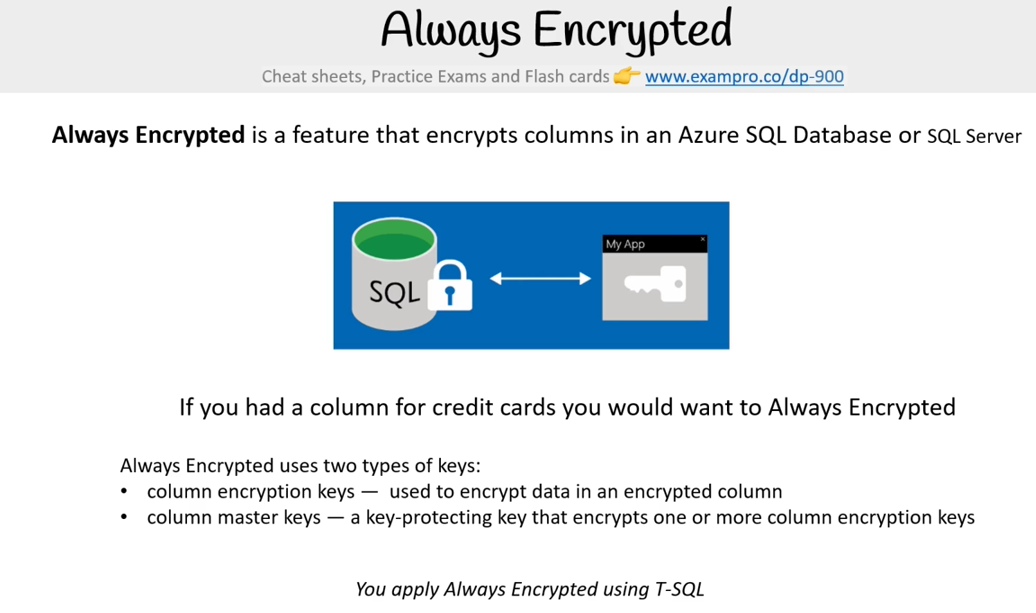 Always Encrypted
Cheat sheets, Practice Exams and Flash cards 👉 www.exampro.co/dp-900
Always Encrypted is a feature that encrypts columns in an Azure SQL Database or SQL Server
My App ×
SQL
If you had a column for credit cards you would want to Always Encrypted
Always Encrypted uses two types of keys:
• column encryption keys — used to encrypt data in an encrypted column
• column master keys — a key-protecting key that encrypts one or more column encryption keys
You apply Always Encrypted using T-SQL